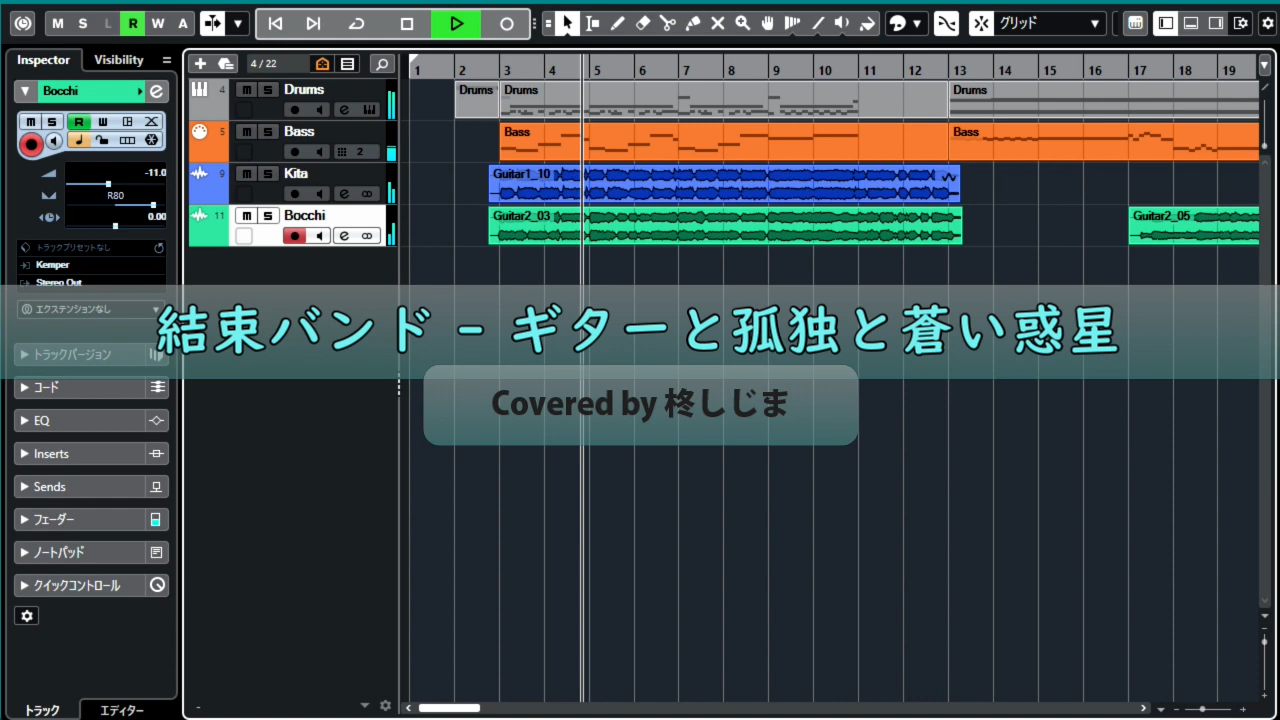 M S L R W A
グリッド
Inspector Visibility
Bocchi
M S R W
-11.0
R80
0.00
トラックプリセットなし
Kemper
Stereo Out
エクステンションなし
トラックバージョン
コード
EQ
Inserts
Sends
フェーダー
ノートパッド
クイックコントロール
トラック エディター
4 / 22
1 2 3 4 5 6 7 8 9 10 11 12 13 14 15 16 17 18 19
4 M S Drums
5 M S Bass
2
9 M S Kita
11 M S Bocchi
Drums Drums Drums
Bass Bass
Guitar1_10
Guitar2_03 Guitar2_05
結束バンド - ギターと孤独と蒼い惑星
Covered by 柊しじま